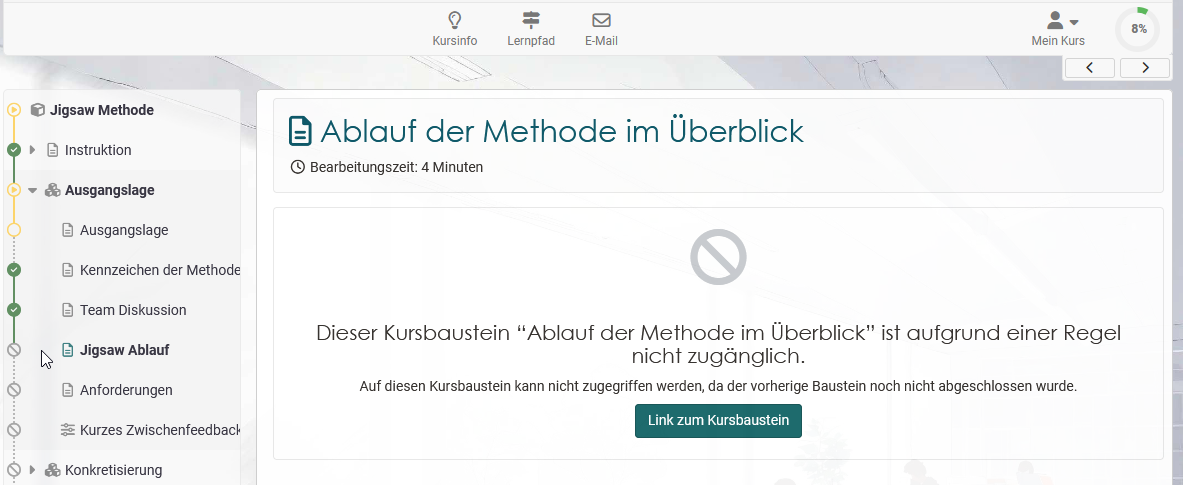 Kursinfo
Lernpfad
E-Mail
Mein Kurs
8%
Jigsaw Methode
Instruktion
Ausgangslage
Ausgangslage
Kennzeichen der Methode
Team Diskussion
Jigsaw Ablauf
Anforderungen
Kurzes Zwischenfeedback
Konkretisierung
Ablauf der Methode im Überblick
Bearbeitungszeit: 4 Minuten
Dieser Kursbaustein “Ablauf der Methode im Überblick” ist aufgrund einer Regel
nicht zugänglich.
Auf diesen Kursbaustein kann nicht zugegriffen werden, da der vorherige Baustein noch nicht abgeschlossen wurde.
Link zum Kursbaustein